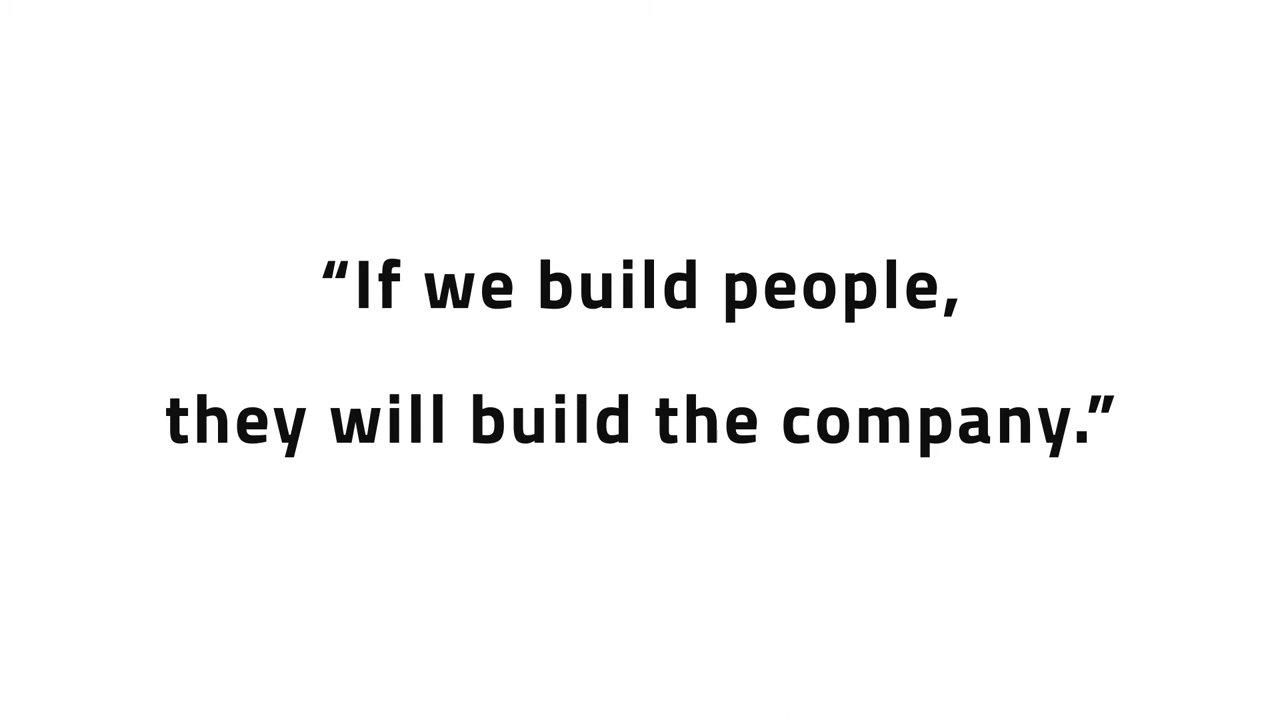 “If we build people,
they will build the company.”